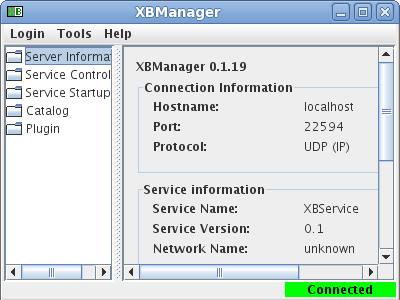 XBManager
Login Tools Help
Server Informat
Service Control
Service Startup
Catalog
Plugin
XBManager 0.1.19
Connection Information
Hostname: localhost
Port: 22594
Protocol: UDP (IP)
Service information
Service Name: XBService
Service Version: 0.1
Network Name: unknown
Connected